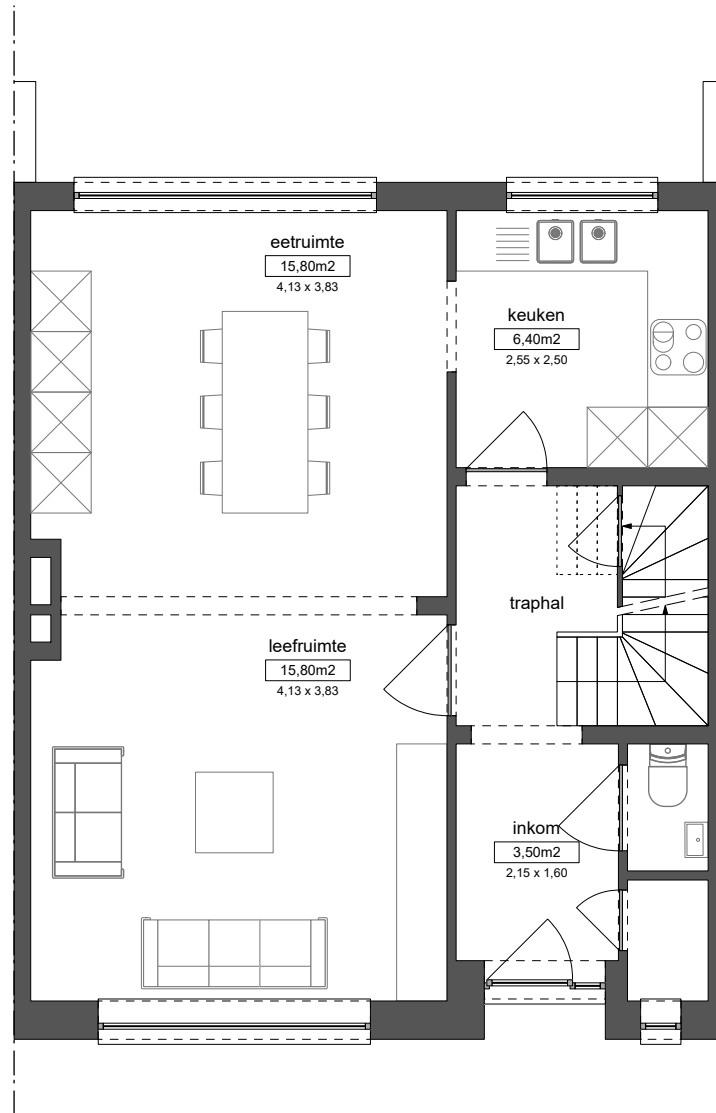 eetruimte
15,80m2
4,13 x 3,83
keuken
6,40m2
2,55 x 2,50
traphal
leefruimte
15,80m2
4,13 x 3,83
inkom
3,50m2
2,15 x 1,60